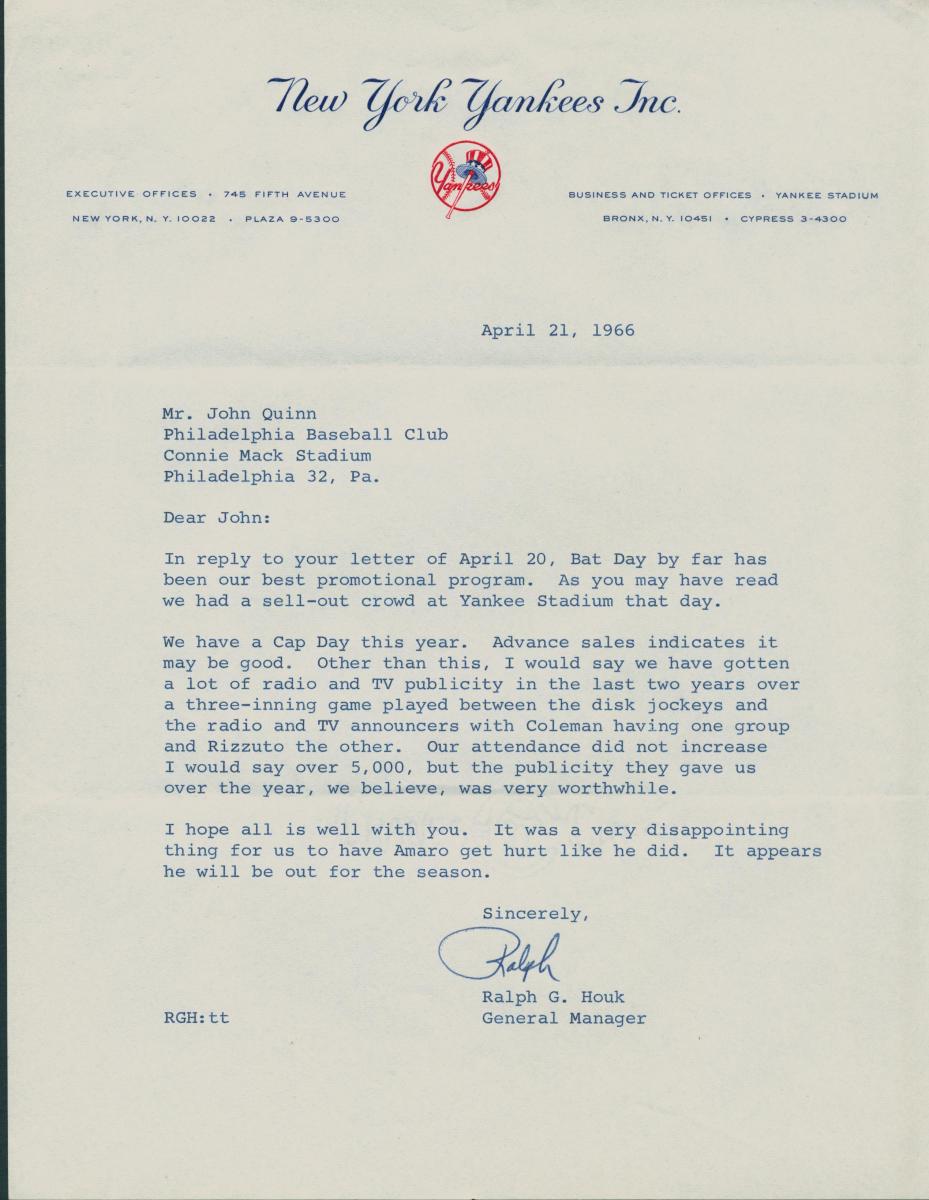 New York Yankees Inc.
Yankees
EXECUTIVE OFFICES • 745 FIFTH AVENUE
NEW YORK, N. Y. 10022 • PLAZA 9-5300
BUSINESS AND TICKET OFFICES • YANKEE STADIUM
BRONX, N. Y. 10451 • CYPRESS 3-4300
April 21, 1966
Mr. John Quinn
Philadelphia Baseball Club
Connie Mack Stadium
Philadelphia 32, Pa.
Dear John:
In reply to your letter of April 20, Bat Day by far has
been our best promotional program. As you may have read
we had a sell-out crowd at Yankee Stadium that day.
We have a Cap Day this year. Advance sales indicates it
may be good. Other than this, I would say we have gotten
a lot of radio and TV publicity in the last two years over
a three-inning game played between the disk jockeys and
the radio and TV announcers with Coleman having one group
and Rizzuto the other. Our attendance did not increase
I would say over 5,000, but the publicity they gave us
over the year, we believe, was very worthwhile.
I hope all is well with you. It was a very disappointing
thing for us to have Amaro get hurt like he did. It appears
he will be out for the season.
Sincerely,
Ralph
Ralph G. Houk
RGH:tt General Manager